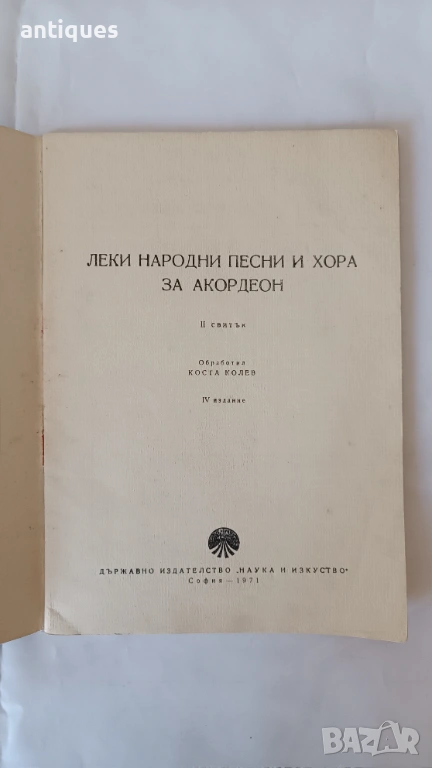 antiques
ЛЕКИ НАРОДНИ ПЕСНИ И ХОРА
ЗА АКОРДЕОН
II свитък
Обработил
КОСТА КОЛЕВ
IV издание
ДЪРЖАВНО ИЗДАТЕЛСТВО „НАУКА И ИЗКУСТВО"
София — 1971
BAZAR